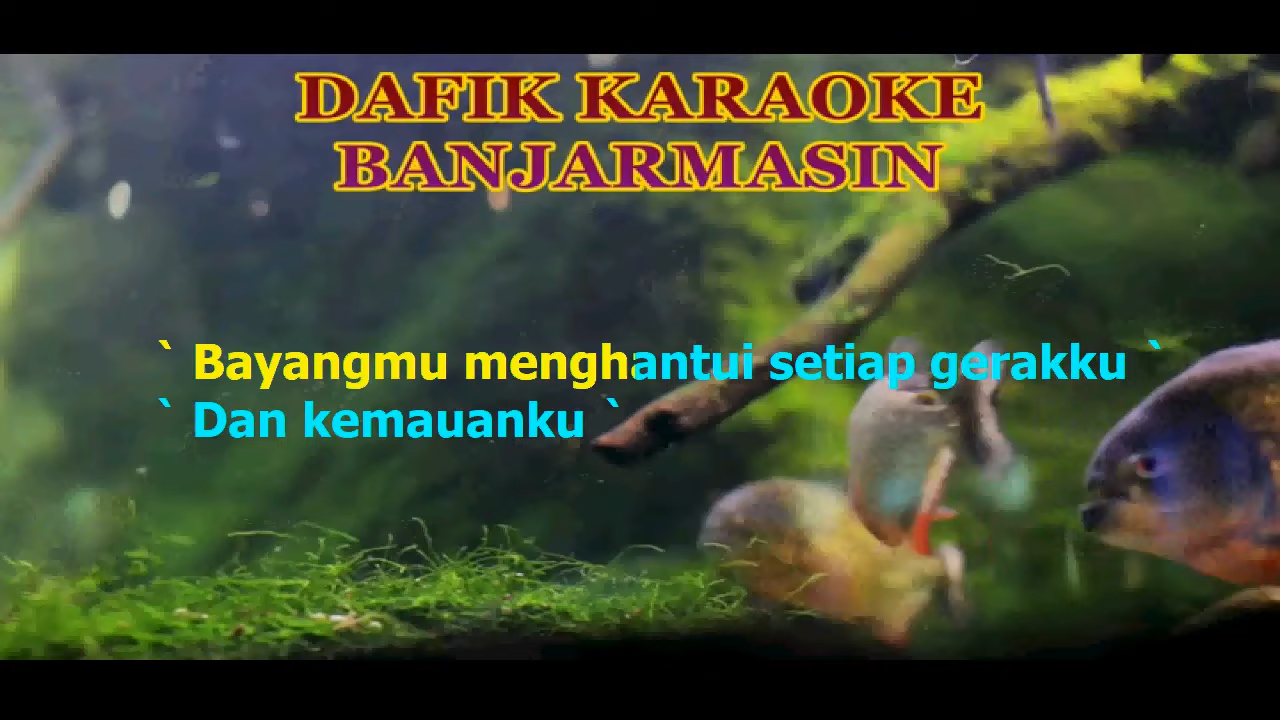 DAFIK KARAOKE
BANJARMASIN
` Bayangmu menghantui setiap gerakku `
` Dan kemauanku `